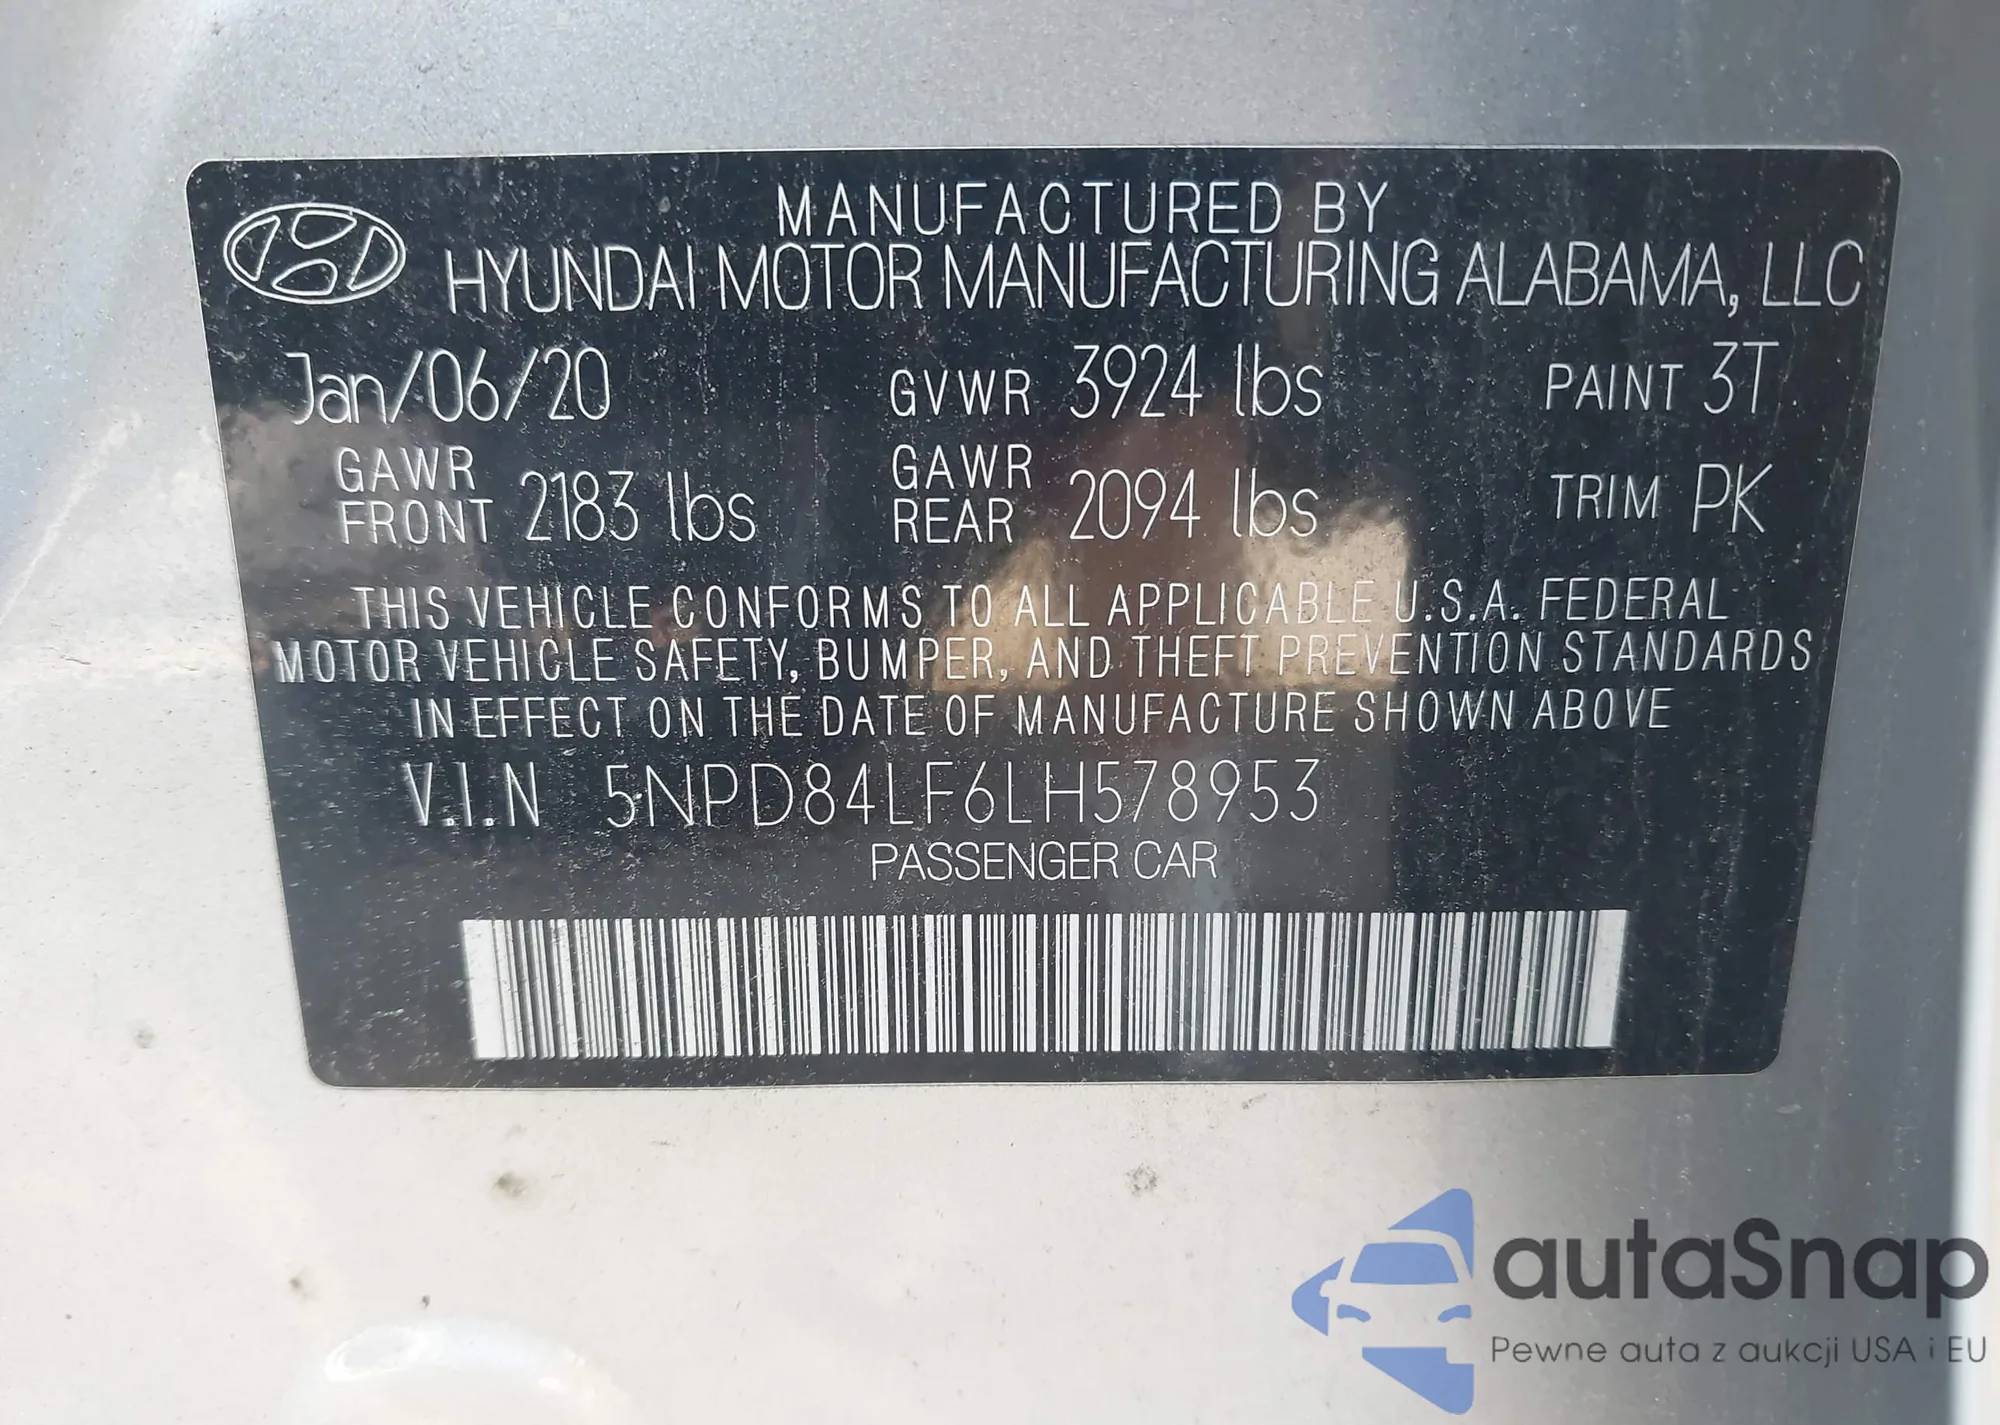 MANUFACTURED BY
HYUNDAI MOTOR MANUFACTURING ALABAMA, LLC
Jan/06/20 GVWR 3924 lbs PAINT 3T
GAWR FRONT 2183 lbs GAWR REAR 2094 lbs TRIM PK
THIS VEHICLE CONFORMS TO ALL APPLICABLE U.S.A. FEDERAL
MOTOR VEHICLE SAFETY, BUMPER, AND THEFT PREVENTION STANDARDS
IN EFFECT ON THE DATE OF MANUFACTURE SHOWN ABOVE
V.I.N 5NPD84LF6LH578953
PASSENGER CAR
autaSnap
Pewne auta z aukcji USA i EU